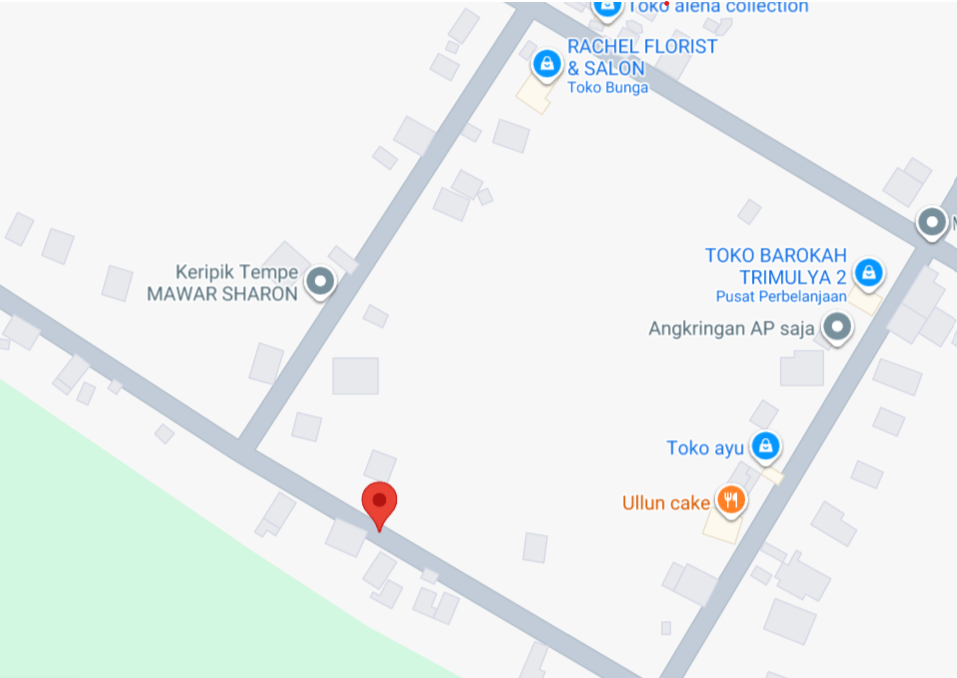 Toko alena collection
RACHEL FLORIST
& SALON
Toko Bunga
Keripik Tempe
MAWAR SHARON
TOKO BAROKAH
TRIMULYA 2
Pusat Perbelanjaan
Angkringan AP saja
Toko ayu
Ullun cake